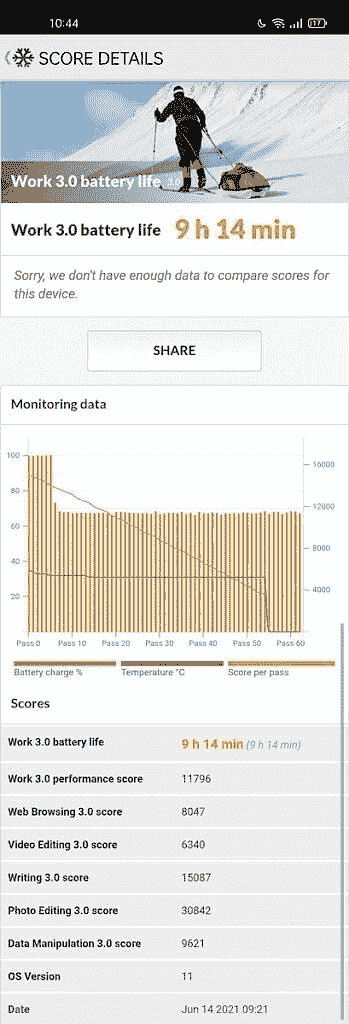 10:44
17
SCORE DETAILS
Work 3.0 battery life 3.0
Work 3.0 battery life 9 h 14 min
Sorry, we don't have enough data to compare scores for
this device.
SHARE
Monitoring data
100
80
60
40
20
16000
12000
8000
4000
Pass 0 Pass 10 Pass 20 Pass 30 Pass 40 Pass 50 Pass 60
Battery charge % Temperature °C Score per pass
Scores
Work 3.0 battery life 9 h 14 min (9 h 14 min)
Work 3.0 performance score 11796
Web Browsing 3.0 score 8047
Video Editing 3.0 score 6340
Writing 3.0 score 15087
Photo Editing 3.0 score 30842
Data Manipulation 3.0 score 9621
OS Version 11
Date Jun 14 2021 09:21